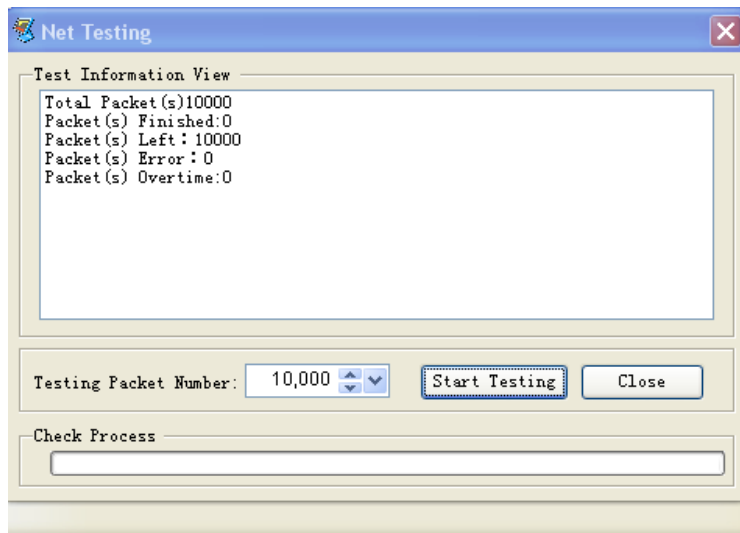 Net Testing
Test Information View
Total Packet(s)10000
Packet(s) Finished:0
Packet(s) Left：10000
Packet(s) Error：0
Packet(s) Overtime:0
Testing Packet Number: 10,000 Start Testing Close
Check Process